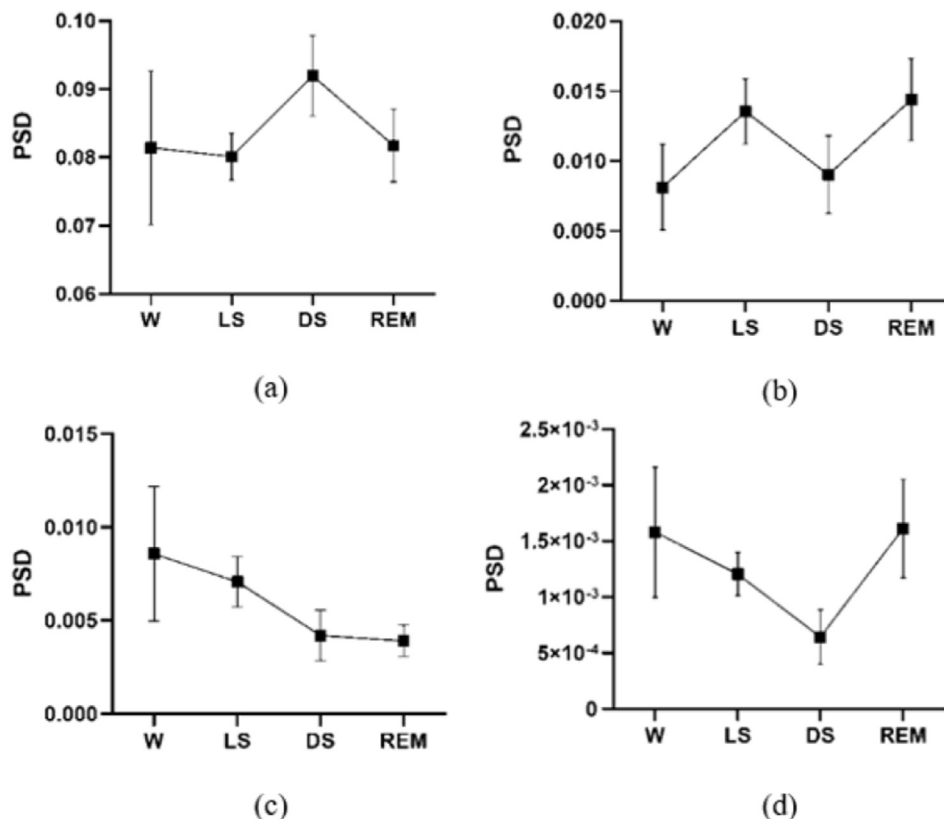 0.10
0.09
0.08
0.07
0.06
PSD
W LS DS REM
(a)
0.020
0.015
0.010
0.005
0.000
PSD
W LS DS REM
(b)
0.015
0.010
0.005
0.000
PSD
W LS DS REM
(c)
2.5×10⁻³
2×10⁻³
1.5×10⁻³
1×10⁻³
5×10⁻⁴
0
PSD
W LS DS REM
(d)